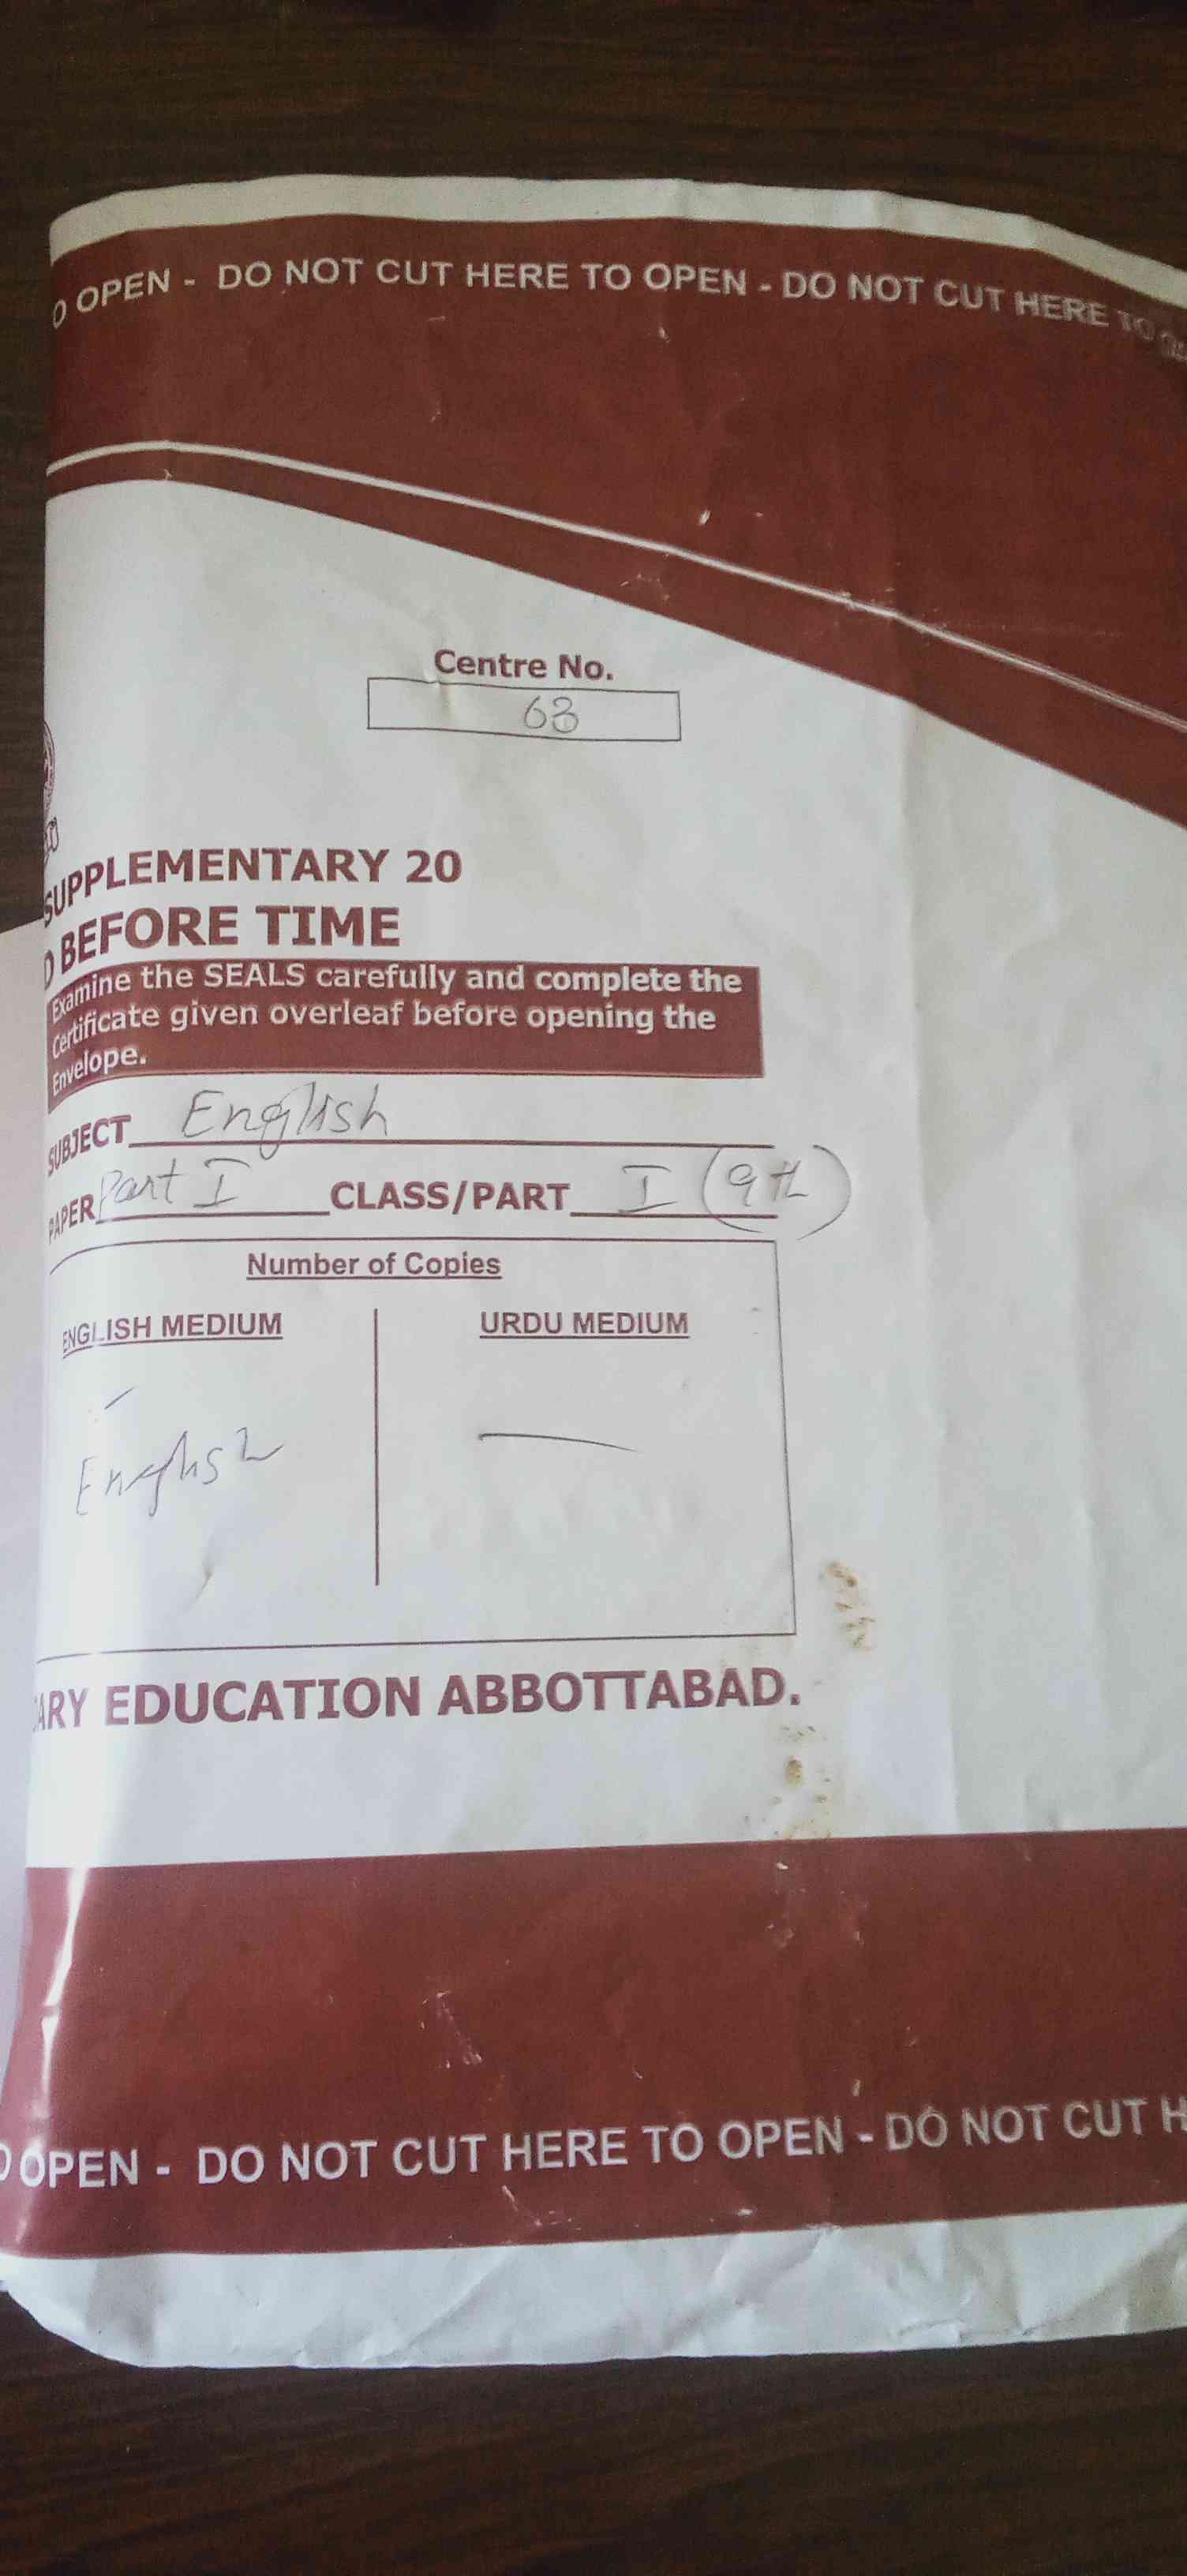 O OPEN - DO NOT CUT HERE TO OPEN - DO NOT CUT HERE TO
Centre No.
63
SUPPLEMENTARY 20
D BEFORE TIME
Examine the SEALS carefully and complete the
Certificate given overleaf before opening the
Envelope.
SUBJECT English
PAPER Part I CLASS/PART I (9th)
Number of Copies
ENGLISH MEDIUM URDU MEDIUM
English —
ARY EDUCATION ABBOTTABAD.
O OPEN - DO NOT CUT HERE TO OPEN - DO NOT CUT H